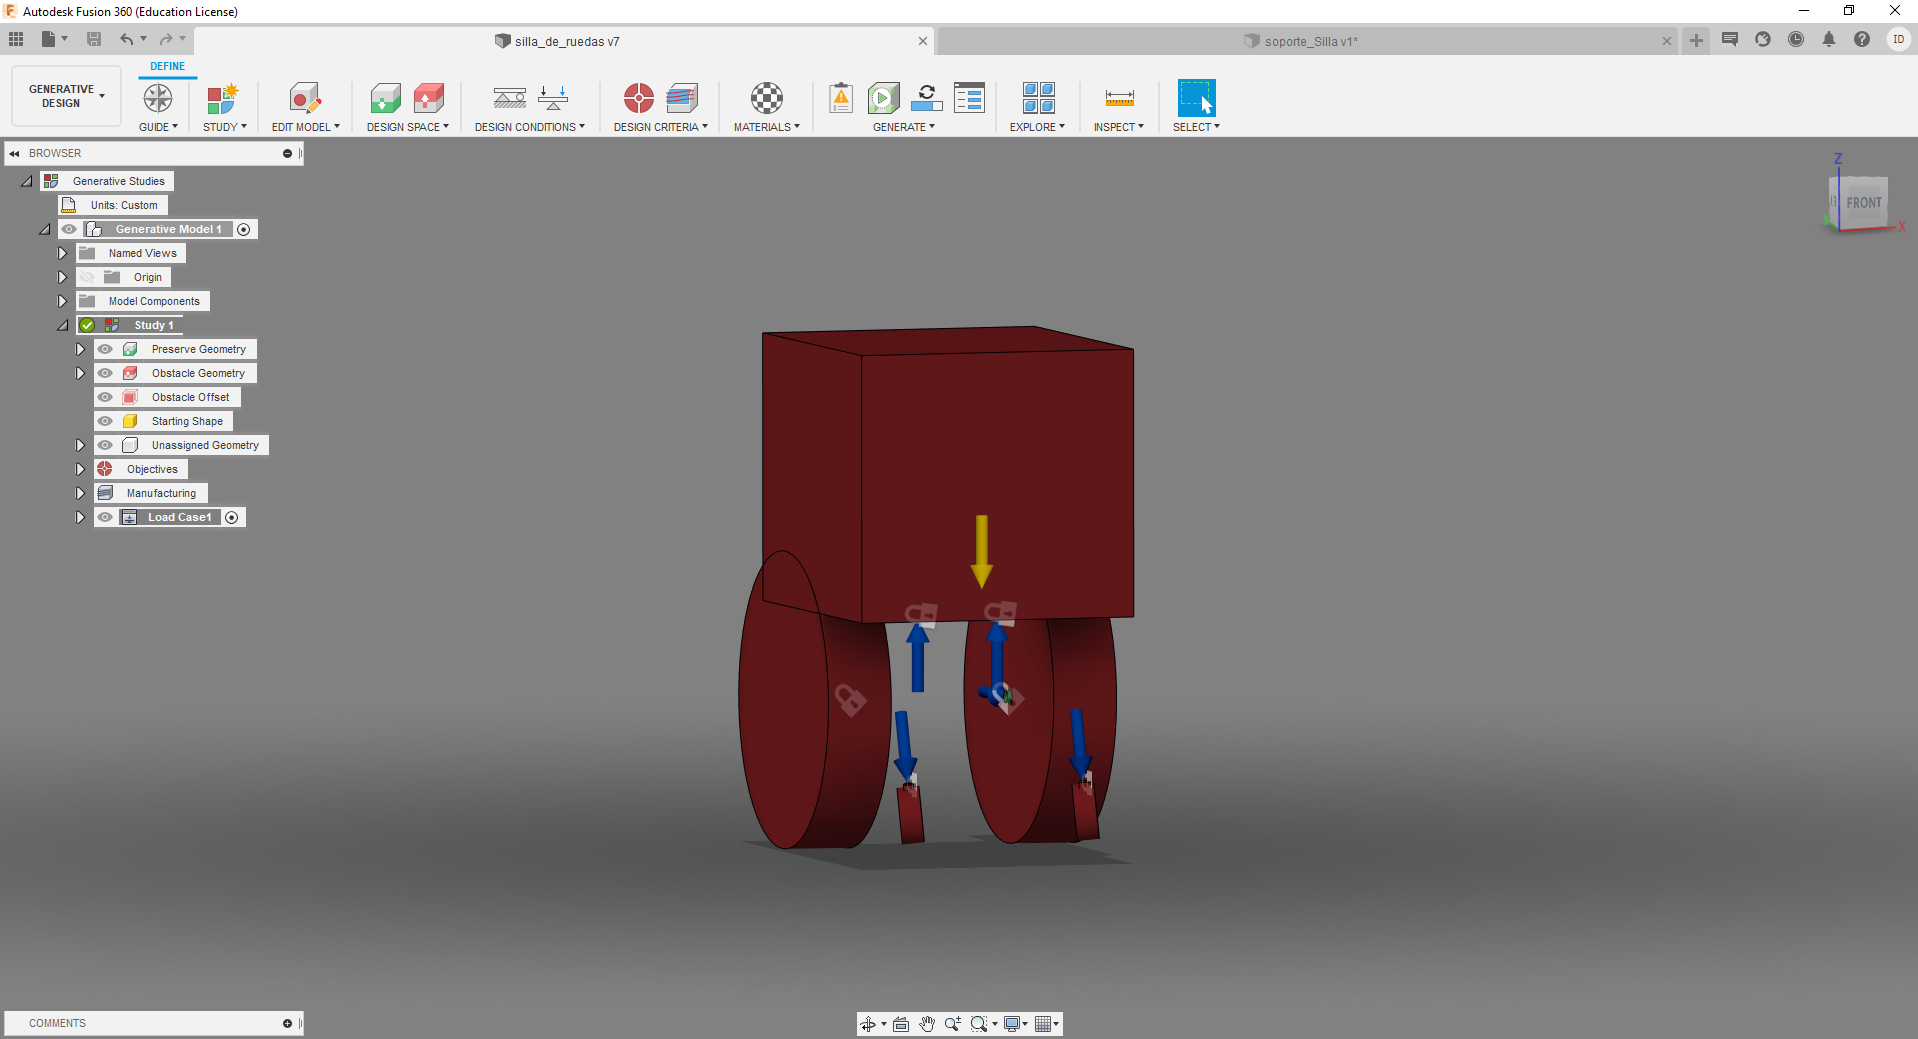 Autodesk Fusion 360 (Education License)
silla_de_ruedas v7
soporte_Silla v1*
ID
GENERATIVE
DESIGN
DEFINE
GUIDE
STUDY
EDIT MODEL
DESIGN SPACE
DESIGN CONDITIONS
DESIGN CRITERIA
MATERIALS
GENERATE
EXPLORE
INSPECT
SELECT
BROWSER
Generative Studies
Units: Custom
Generative Model 1
Named Views
Origin
Model Components
Study 1
Preserve Geometry
Obstacle Geometry
Obstacle Offset
Starting Shape
Unassigned Geometry
Objectives
Manufacturing
Load Case1
Z
FRONT
X
COMMENTS